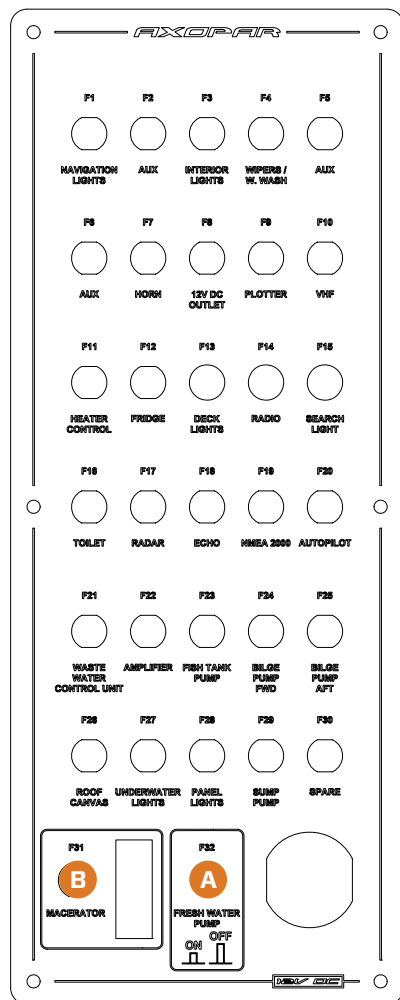 AXOPAR
F1 F2 F3 F4 F5
NAVIGATION LIGHTS AUX INTERIOR LIGHTS WIPERS / W. WASH AUX
F6 F7 F8 F9 F10
AUX HORN 12V DC OUTLET PLOTTER VHF
F11 F12 F13 F14 F15
HEATER CONTROL FRIDGE DECK LIGHTS RADIO SEARCH LIGHT
F16 F17 F18 F19 F20
TOILET RADAR ECHO NMEA 2000 AUTOPILOT
F21 F22 F23 F24 F25
WASTE WATER CONTROL UNIT AMPLIFIER FISH TANK PUMP BILGE PUMP FWD BILGE PUMP AFT
F26 F27 F28 F29 F30
ROOF CANVAS UNDERWATER LIGHTS PANEL LIGHTS SUMP PUMP SPARE
F31 F32
B A
MACERATOR FRESH WATER PUMP
ON OFF
12V DC